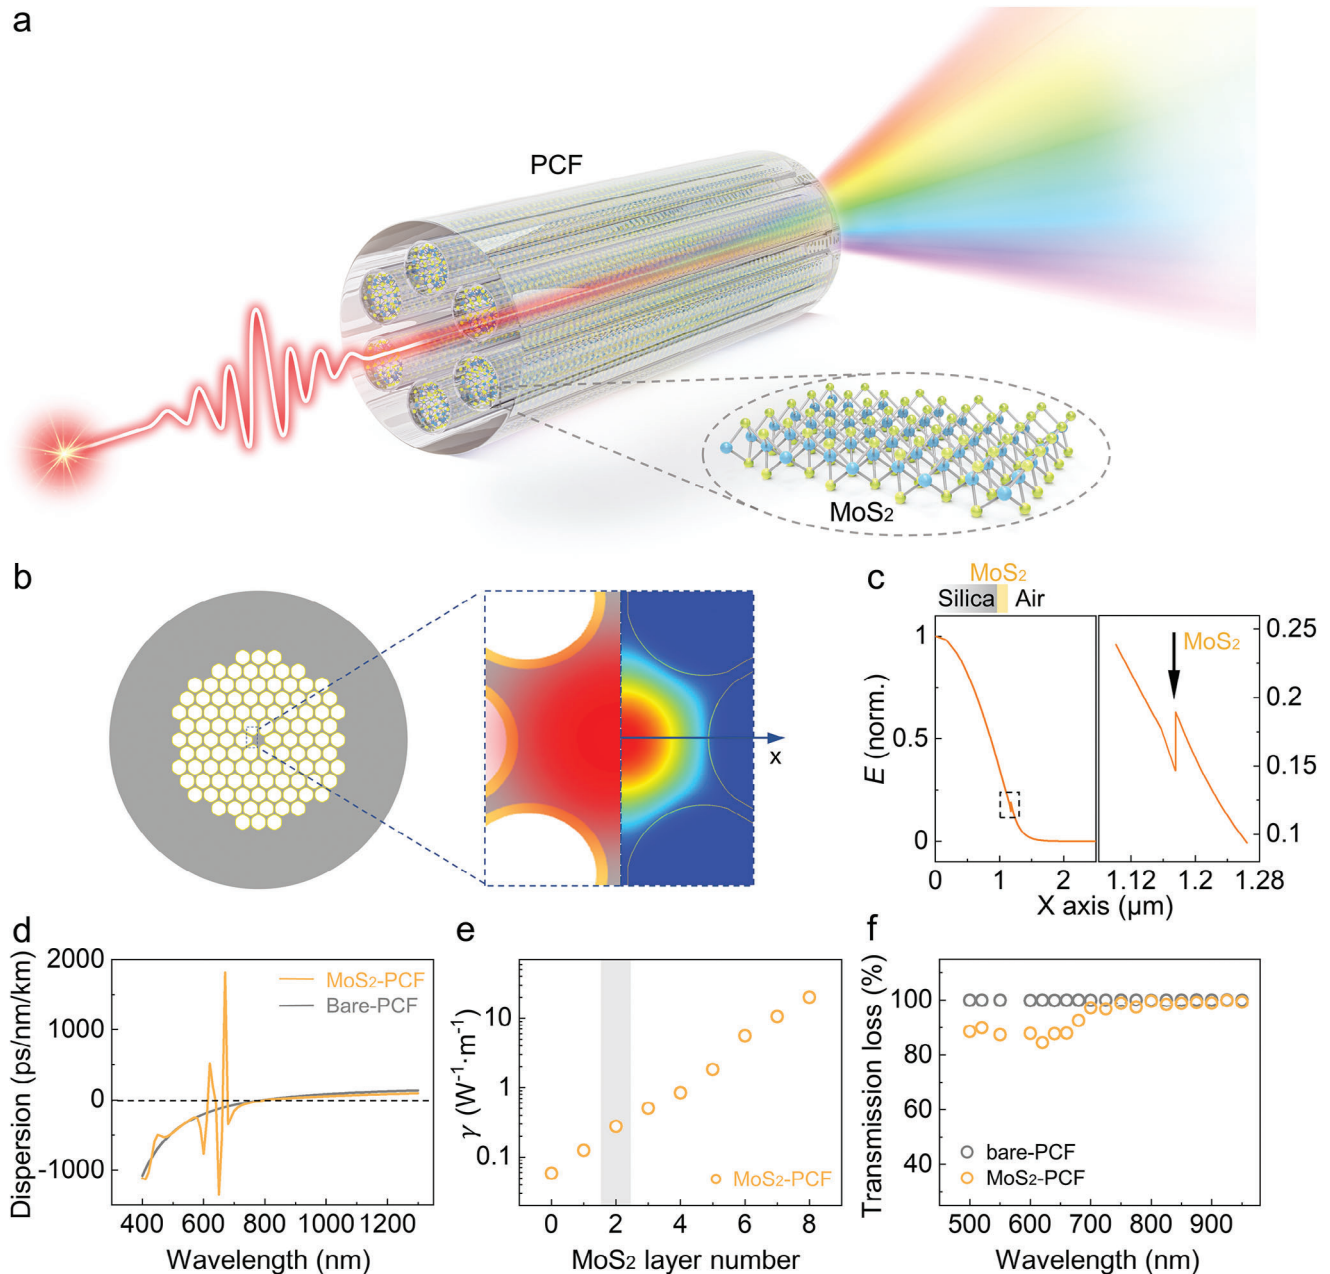 a
PCF
MoS2
b
x
c
MoS2
Silica Air
E (norm.)
1
0.5
0
0 1 2
MoS2
0.25
0.2
0.15
0.1
1.12 1.2 1.28
X axis (μm)
d
Dispersion (ps/nm/km)
2000
1000
0
-1000
MoS2-PCF
Bare-PCF
400 600 800 1000 1200
Wavelength (nm)
e
γ (W-1·m-1)
10
1
0.1
MoS2-PCF
0 2 4 6 8
MoS2 layer number
f
Transmission loss (%)
100
80
60
40
bare-PCF
MoS2-PCF
500 600 700 800 900
Wavelength (nm)